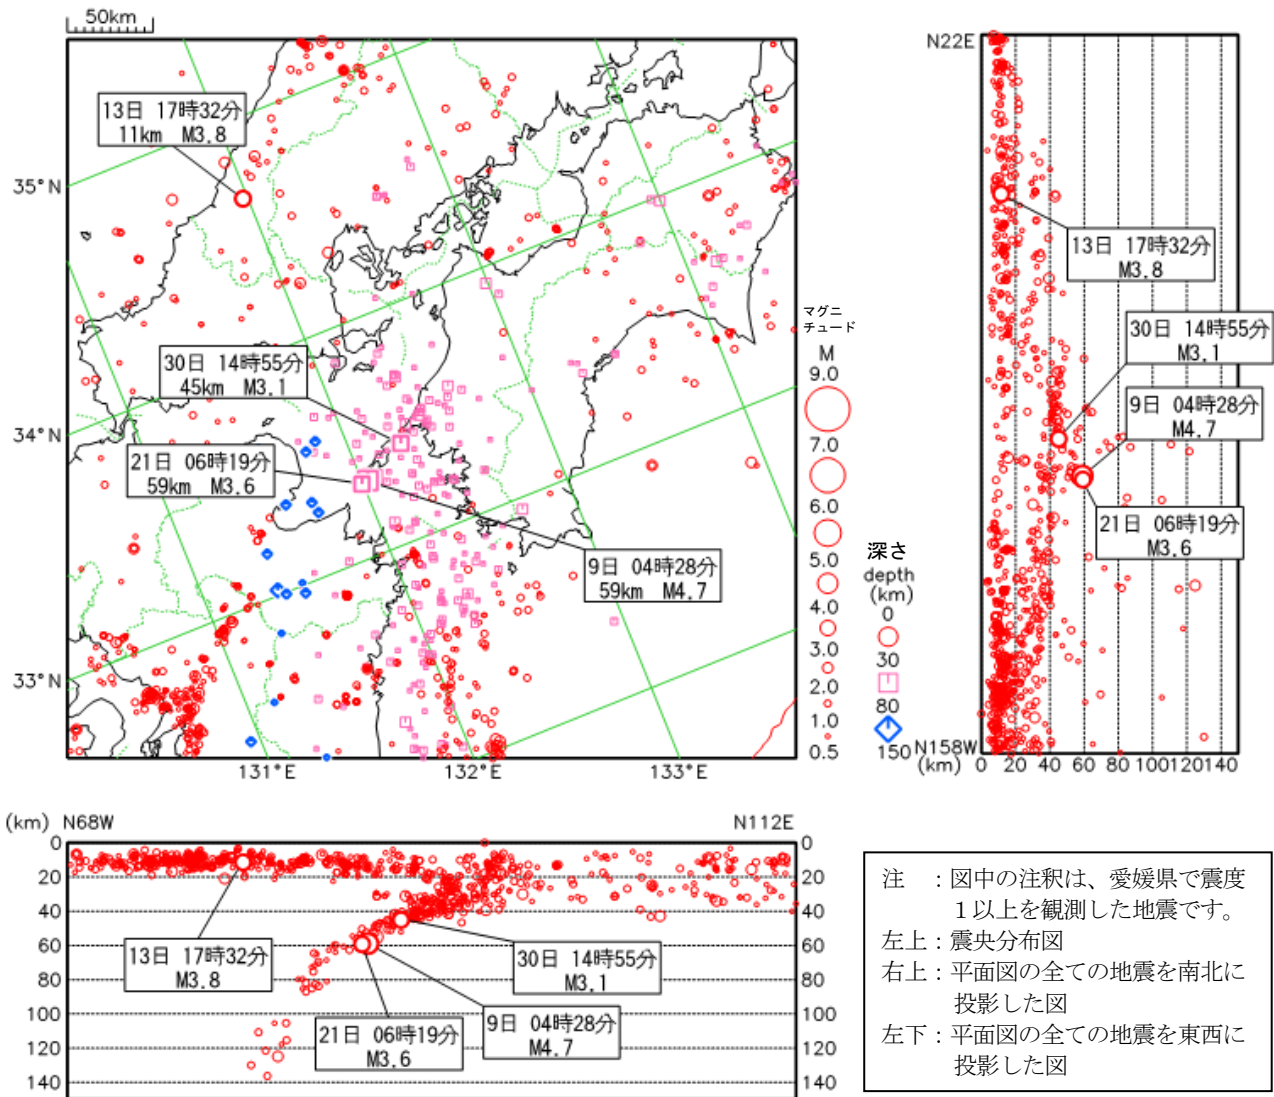 50km
13日 17時32分
11km M3.8
35°N
30日 14時55分
45km M3.1
34°N
21日 06時19分
59km M3.6
9日 04時28分
59km M4.7
33°N
131°E
132°E
133°E
マグニ
チュード
M
9.0
7.0
6.0
5.0
4.0
3.0
2.0
1.0
0.5
深さ
depth
(km)
0
30
80
150
N22E
13日 17時32分
M3.8
30日 14時55分
M3.1
9日 04時28分
M4.7
21日 06時19分
M3.6
N158W
(km)
0 20 40 60 80 100120140
(km) N68W
N112E
0
20
40
60
80
100
120
140
13日 17時32分
M3.8
30日 14時55分
M3.1
21日 06時19分
M3.6
9日 04時28分
M4.7
0
20
40
60
80
100
120
140
注 :図中の注釈は、愛媛県で震度
1以上を観測した地震です。
左上:震央分布図
右上:平面図の全ての地震を南北に
投影した図
左下:平面図の全ての地震を東西に
投影した図